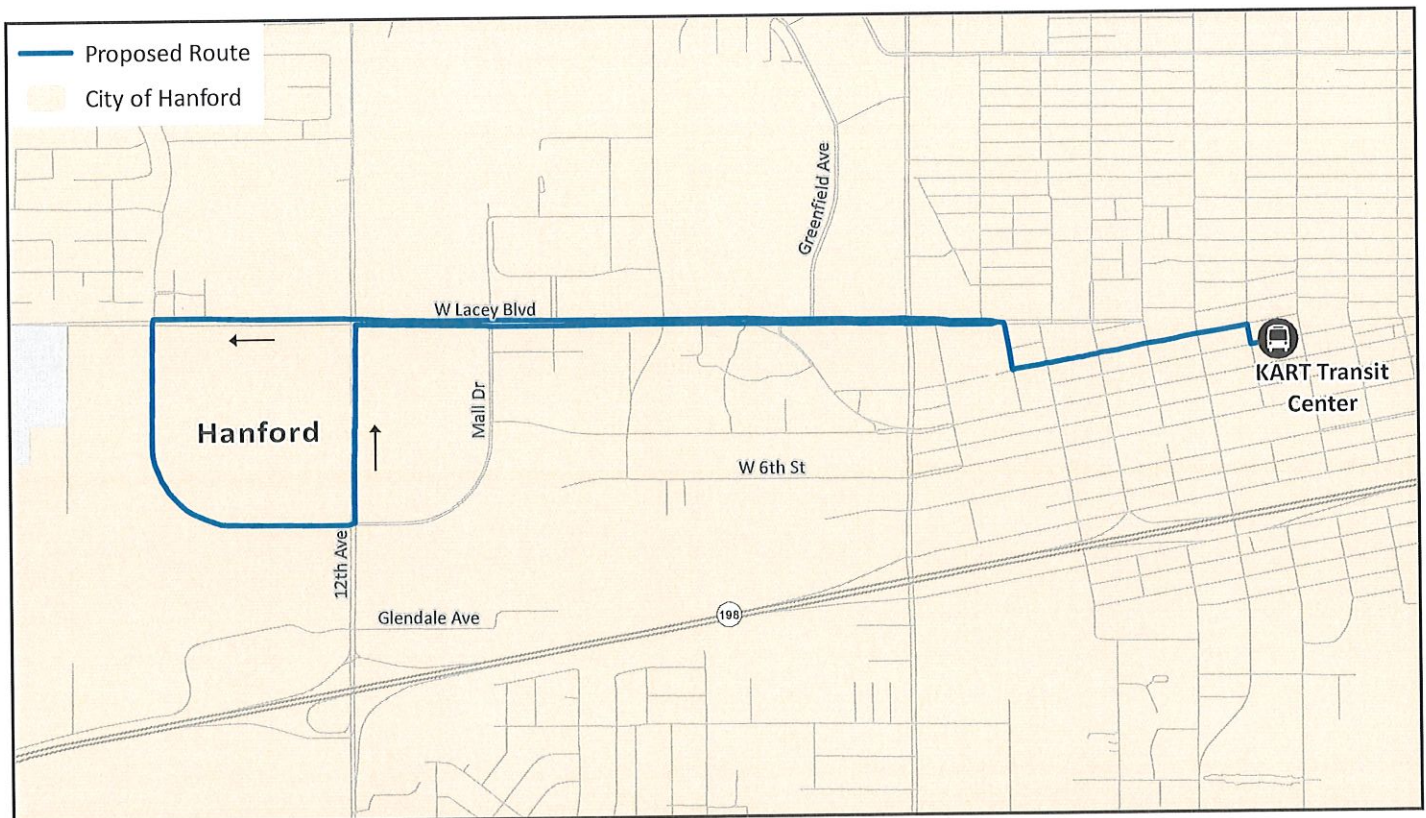 Proposed Route
City of Hanford
Greenfield Ave
W Lacey Blvd
KART Transit
Center
Hanford
Mall Dr
W 6th St
12th Ave
Glendale Ave
198